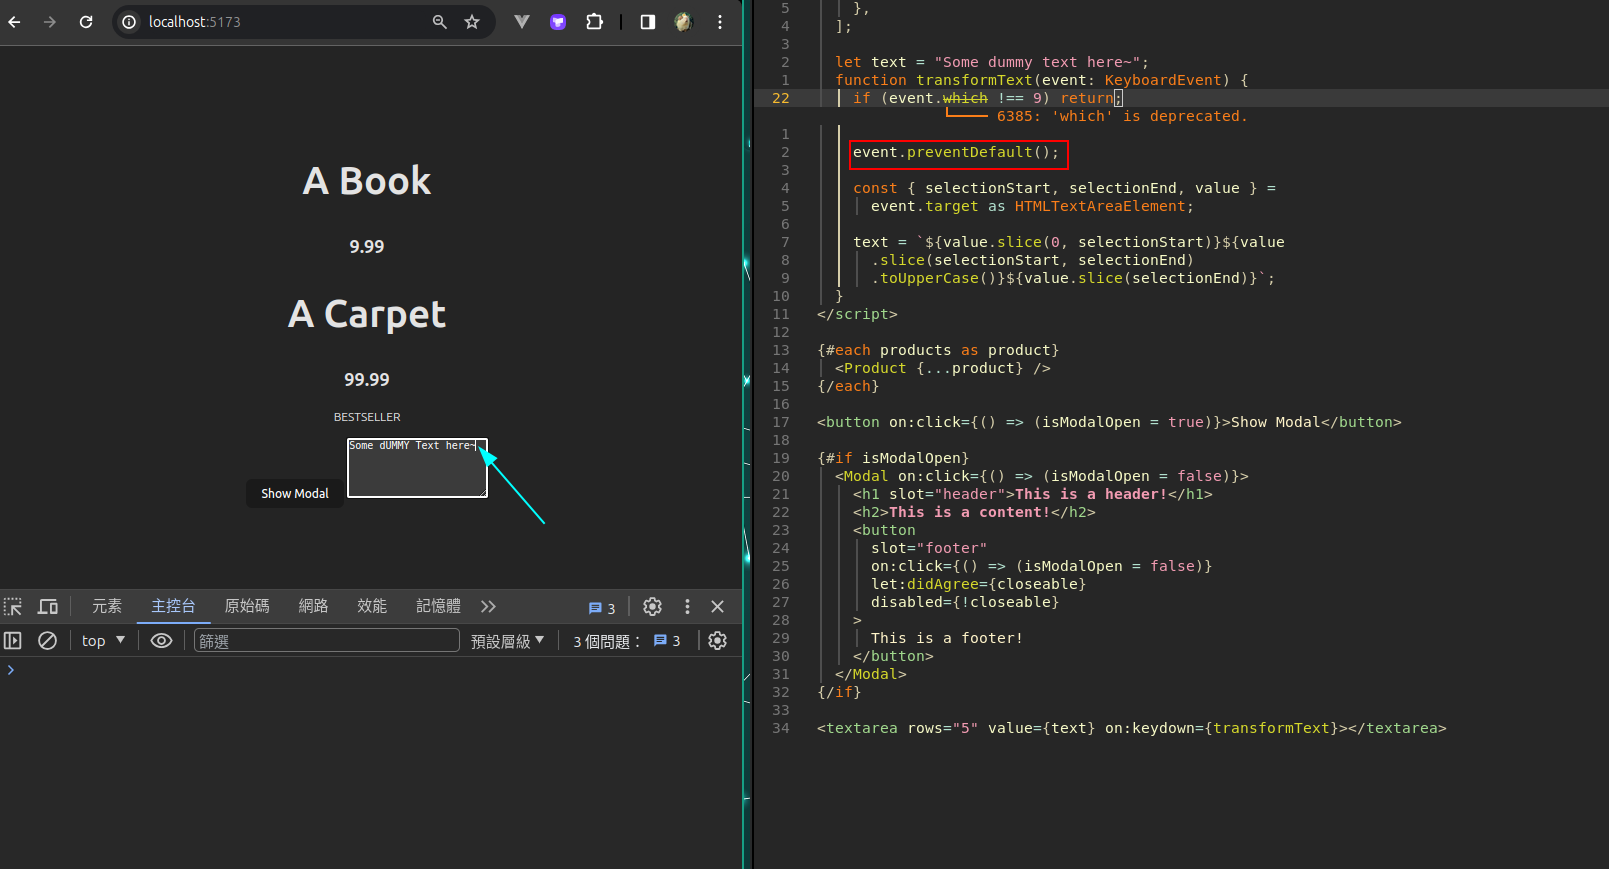 localhost:5173
A Book
9.99
A Carpet
99.99
BESTSELLER
Some dUMMY Text here~
Show Modal
元素 主控台 原始碼 網路 效能 記憶體 3
top 篩選 預設層級 3 個問題： 3
5 },
4 ];
3
2 let text = "Some dummy text here~";
1 function transformText(event: KeyboardEvent) {
22 if (event.which !== 9) return;
6385: 'which' is deprecated.
1
2 event.preventDefault();
3
4 const { selectionStart, selectionEnd, value } =
5 event.target as HTMLTextAreaElement;
6
7 text = `${value.slice(0, selectionStart)}${value
8 .slice(selectionStart, selectionEnd)
9 .toUpperCase()}${value.slice(selectionEnd)}`;
10 }
11 </script>
12
13 {#each products as product}
14 <Product {...product} />
15 {/each}
16
17 <button on:click={() => (isModalOpen = true)}>Show Modal</button>
18
19 {#if isModalOpen}
20 <Modal on:click={() => (isModalOpen = false)}>
21 <h1 slot="header">This is a header!</h1>
22 <h2>This is a content!</h2>
23 <button
24 slot="footer"
25 on:click={() => (isModalOpen = false)}
26 let:didAgree={closeable}
27 disabled={!closeable}
28 >
29 This is a footer!
30 </button>
31 </Modal>
32 {/if}
33
34 <textarea rows="5" value={text} on:keydown={transformText}></textarea>